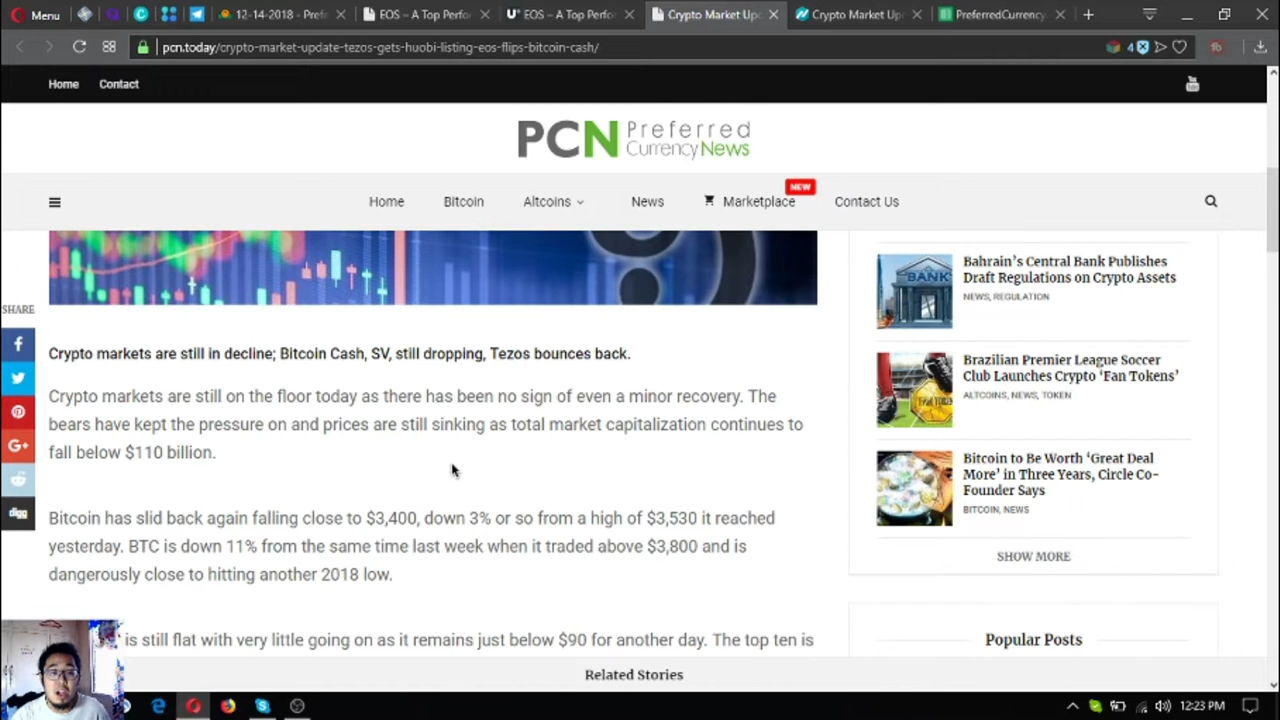 Menu
12-14-2018 - Pref
EOS – A Top Perfo
EOS – A Top Perfo
Crypto Market Up
Crypto Market Up
PreferredCurrency
pcn.today/crypto-market-update-tezos-gets-huobi-listing-eos-flips-bitcoin-cash/
4
Home
Contact
PCN Preferred CurrencyNews
NEW
Home
Bitcoin
Altcoins
News
Marketplace
Contact Us
SHARE
digg
Crypto markets are still in decline; Bitcoin Cash, SV, still dropping, Tezos bounces back.
Crypto markets are still on the floor today as there has been no sign of even a minor recovery. The
bears have kept the pressure on and prices are still sinking as total market capitalization continues to
fall below $110 billion.
Bitcoin has slid back again falling close to $3,400, down 3% or so from a high of $3,530 it reached
yesterday. BTC is down 11% from the same time last week when it traded above $3,800 and is
dangerously close to hitting another 2018 low.
is still flat with very little going on as it remains just below $90 for another day. The top ten is
BANK
Bahrain's Central Bank Publishes
Draft Regulations on Crypto Assets
NEWS, REGULATION
Brazilian Premier League Soccer
Club Launches Crypto 'Fan Tokens'
ALTCOINS, NEWS, TOKEN
Bitcoin to Be Worth 'Great Deal
More' in Three Years, Circle Co-
Founder Says
BITCOIN, NEWS
SHOW MORE
Popular Posts
Related Stories
12:23 PM